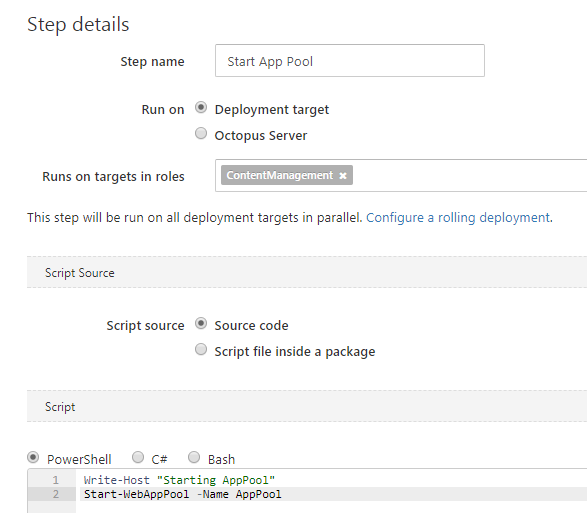 Step details
Step name Start App Pool
Run on Deployment target
Octopus Server
Runs on targets in roles ContentManagement ×
This step will be run on all deployment targets in parallel. Configure a rolling deployment.
Script Source
Script source Source code
Script file inside a package
Script
PowerShell C# Bash
1 Write-Host "Starting AppPool"
2 Start-WebAppPool -Name AppPool